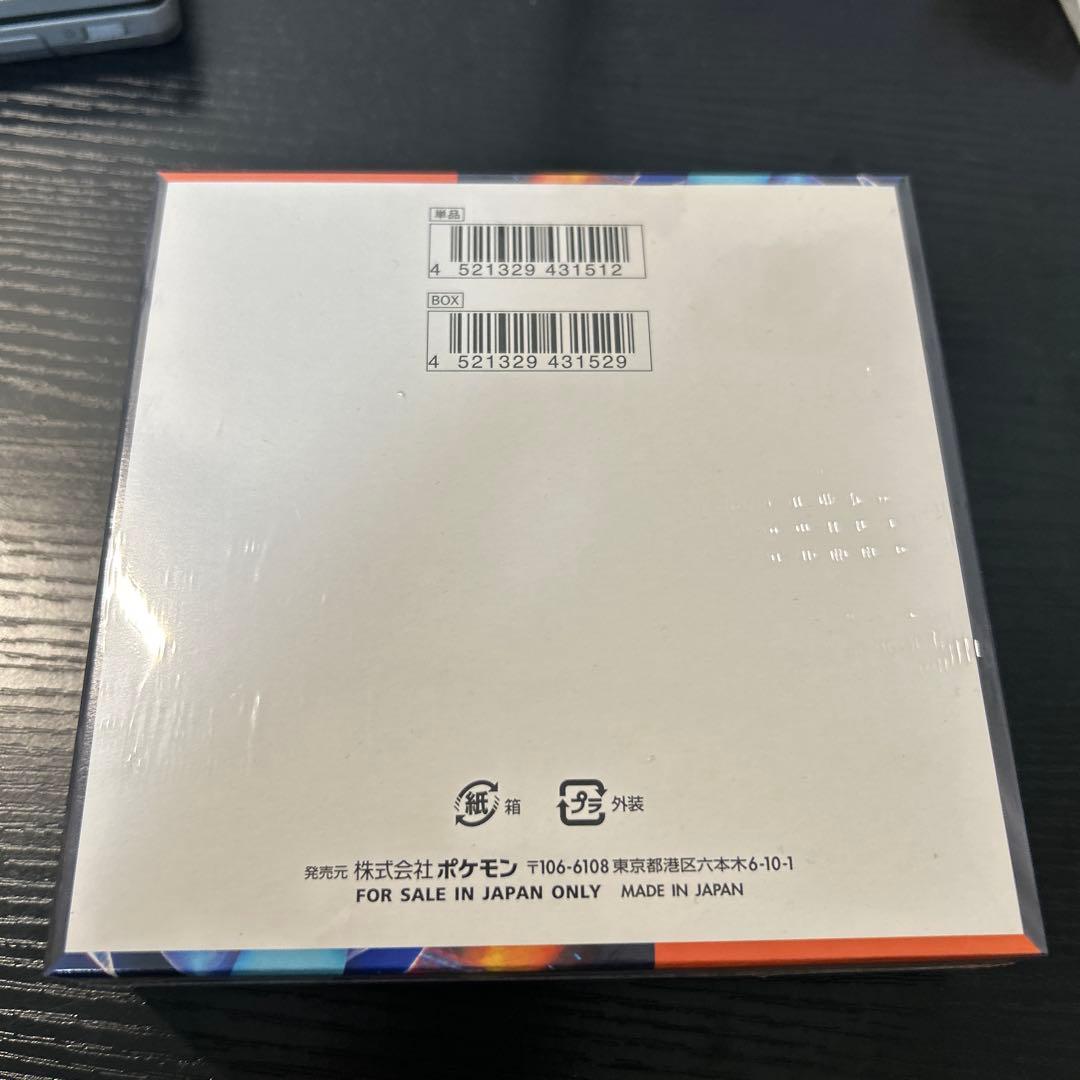 単品
4 521329 431512
BOX
4 521329 431529
紙 箱 プラ 外装
発売元 株式会社 ポケモン 〒106-6108 東京都港区六本木6-10-1
FOR SALE IN JAPAN ONLY MADE IN JAPAN